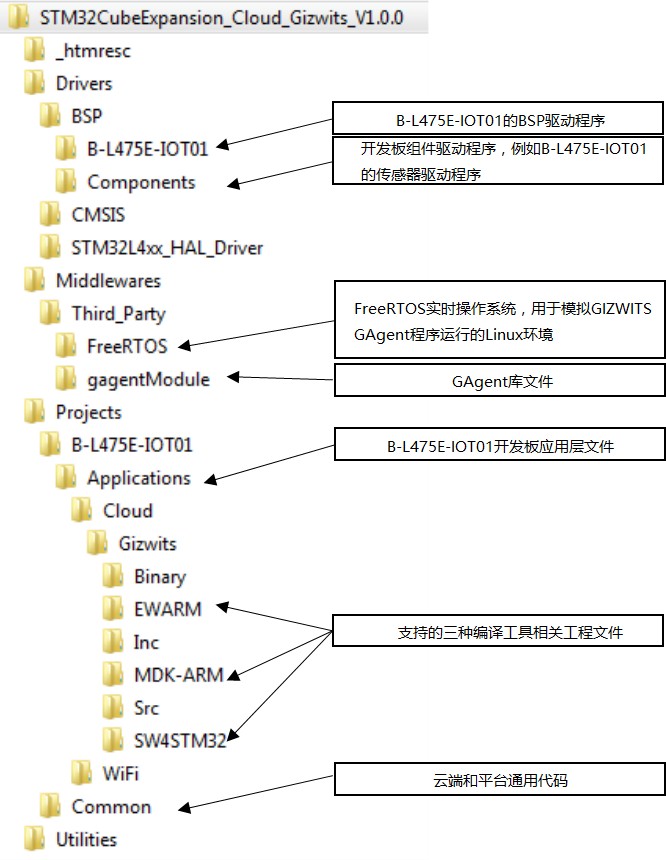 STM32CubeExpansion_Cloud_Gizwits_V1.0.0
_htmresc
Drivers
BSP
B-L475E-IOT01的BSP驱动程序
B-L475E-IOT01
开发板组件驱动程序，例如B-L475E-IOT01
的传感器驱动程序
Components
CMSIS
STM32L4xx_HAL_Driver
Middlewares
Third_Party
FreeRTOS实时操作系统，用于模拟GIZWITS
GAgent程序运行的Linux环境
FreeRTOS
gagentModule
GAgent库文件
Projects
B-L475E-IOT01
B-L475E-IOT01开发板应用层文件
Applications
Cloud
Gizwits
Binary
EWARM
支持的三种编译工具相关工程文件
Inc
MDK-ARM
Src
SW4STM32
WiFi
云端和平台通用代码
Common
Utilities